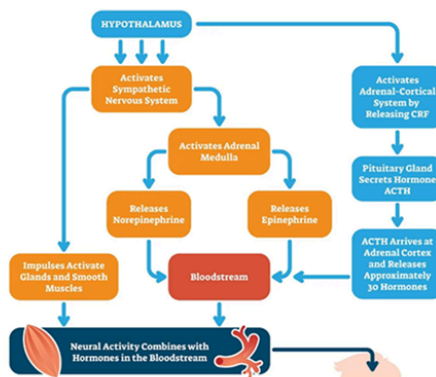 HYPOTHALAMUS
Activates
Sympathetic
Nervous System
Activates
Adrenal-Cortical
System by
Releasing CRF
Activates Adrenal
Medulla
Pituitary Gland
Secrets Hormone
ACTH
Releases
Norepinephrine
Releases
Epinephrine
Impulses Activate
Glands and Smooth
Muscles
Bloodstream
ACTH Arrives at
Adrenal Cortex
and Releases
Approximately
30 Hormones
Neural Activity Combines with
Hormones in the Bloodstream